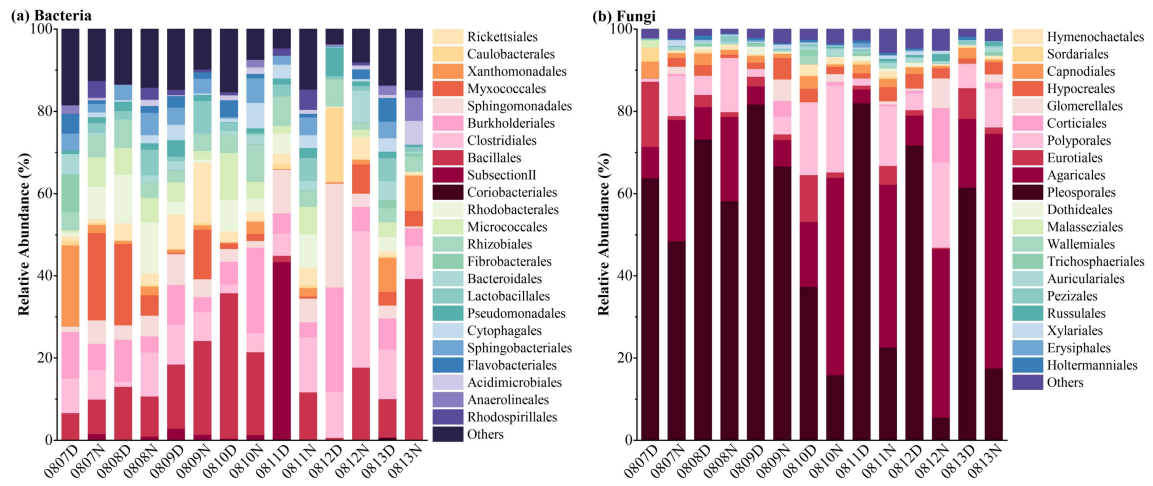 (a) Bacteria
Relative Abundance (%)
100
80
60
40
20
0
0807D
0807N
0808D
0808N
0809D
0809N
0810D
0810N
0811D
0811N
0812D
0812N
0813D
0813N
Rickettsiales
Caulobacterales
Xanthomonadales
Myxococcales
Sphingomonadales
Burkholderiales
Clostridiales
Bacillales
SubsectionII
Coriobacteriales
Rhodobacterales
Micrococcales
Rhizobiales
Fibrobacterales
Bacteroidales
Lactobacillales
Pseudomonadales
Cytophagales
Sphingobacteriales
Flavobacteriales
Acidimicrobiales
Anaerolineales
Rhodospirillales
Others
(b) Fungi
Relative Abundance (%)
100
80
60
40
20
0
0807D
0807N
0808D
0808N
0809D
0809N
0810D
0810N
0811D
0811N
0812D
0812N
0813D
0813N
Hymenochaetales
Sordariales
Capnodiales
Hypocreales
Glomerellales
Corticiales
Polyporales
Eurotiales
Agaricales
Pleosporales
Dothideales
Malasseziales
Wallemiales
Trichosphaeriales
Auriculariales
Pezizales
Russulales
Xylariales
Erysiphales
Holtermanniales
Others